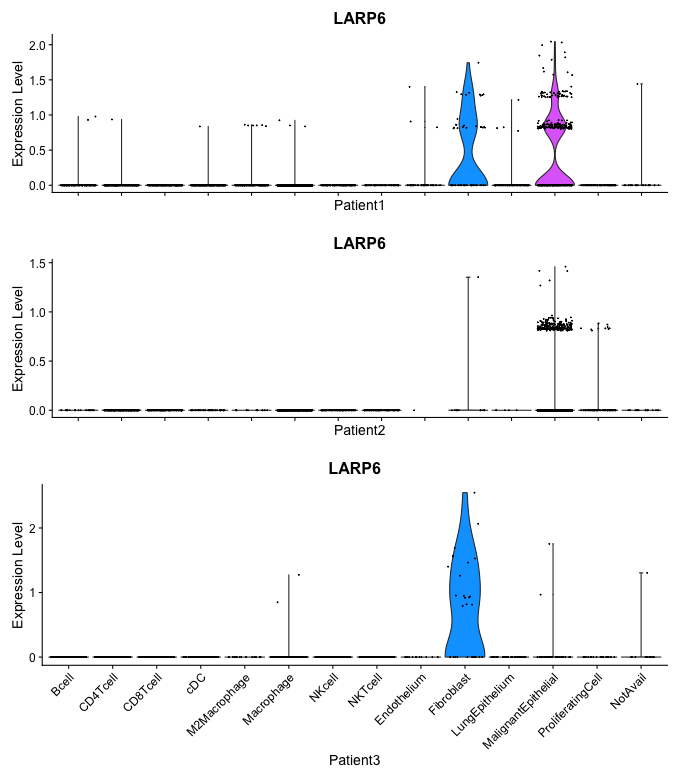 LARP6
Expression Level
2.0
1.5
1.0
0.5
0.0
Patient1
LARP6
Expression Level
1.5
1.0
0.5
0.0
Patient2
LARP6
Expression Level
2
1
0
Bcell
CD4Tcell
CD8Tcell
cDC
M2Macrophage
Macrophage
NKcell
NKTcell
Endothelium
Fibroblast
LungEpithelium
MalignantEpithelial
ProliferatingCell
NotAvail
Patient3